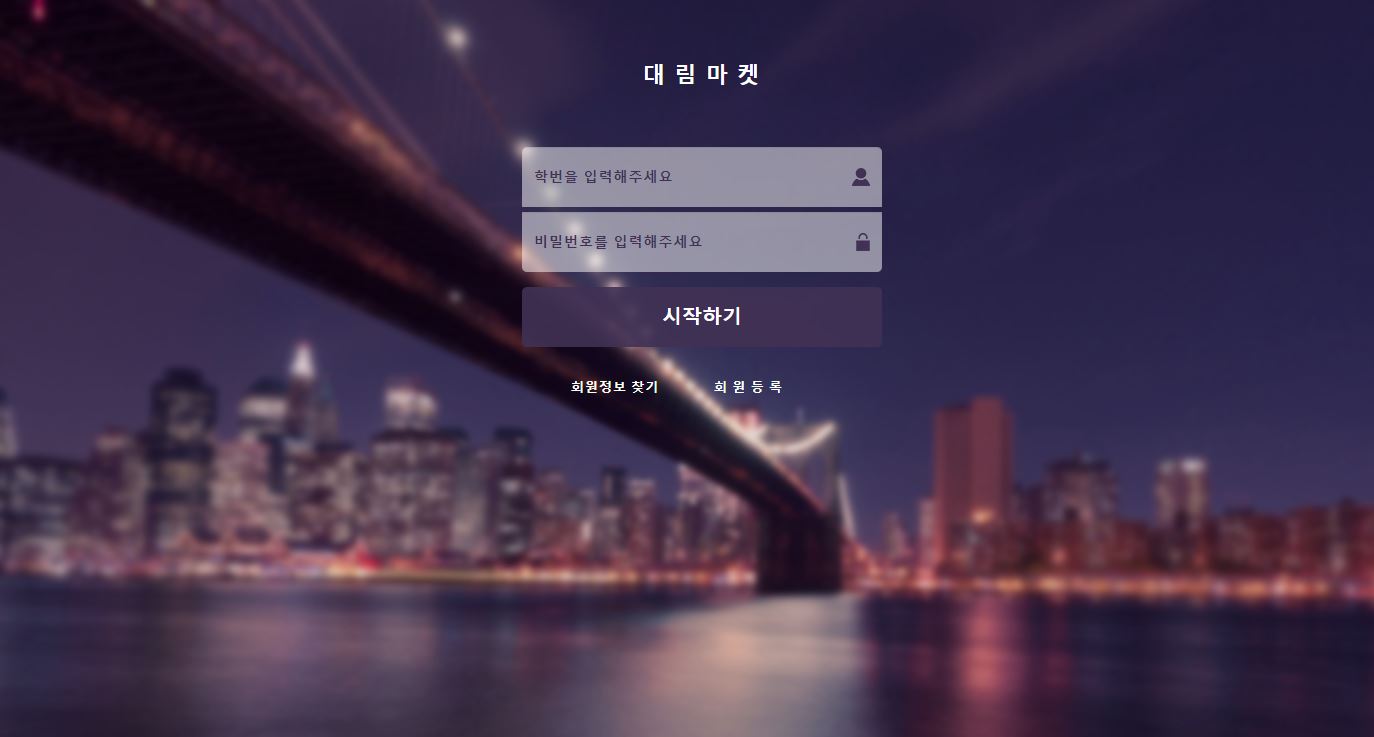 대 림 마 켓
학번을 입력해주세요
비밀번호를 입력해주세요
시작하기
회원정보 찾기 회 원 등 록